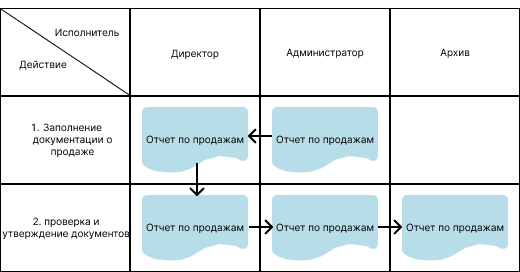 Исполнитель
Действие
Директор
Администратор
Архив
1. Заполнение
документации о
продаже
Отчет по продажам
Отчет по продажам
2. проверка и
утверждение документов
Отчет по продажам
Отчет по продажам
Отчет по продажам